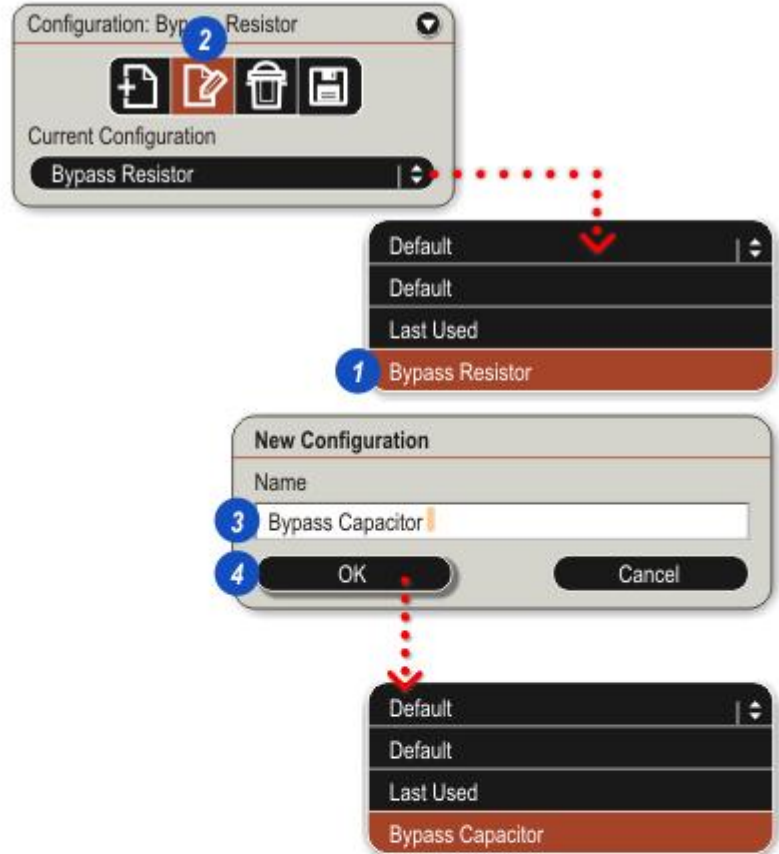 Configuration: Byp Resistor
2
Current Configuration
Bypass Resistor
Default
Default
Last Used
1 Bypass Resistor
New Configuration
Name
3 Bypass Capacitor
4 OK Cancel
Default
Default
Last Used
Bypass Capacitor